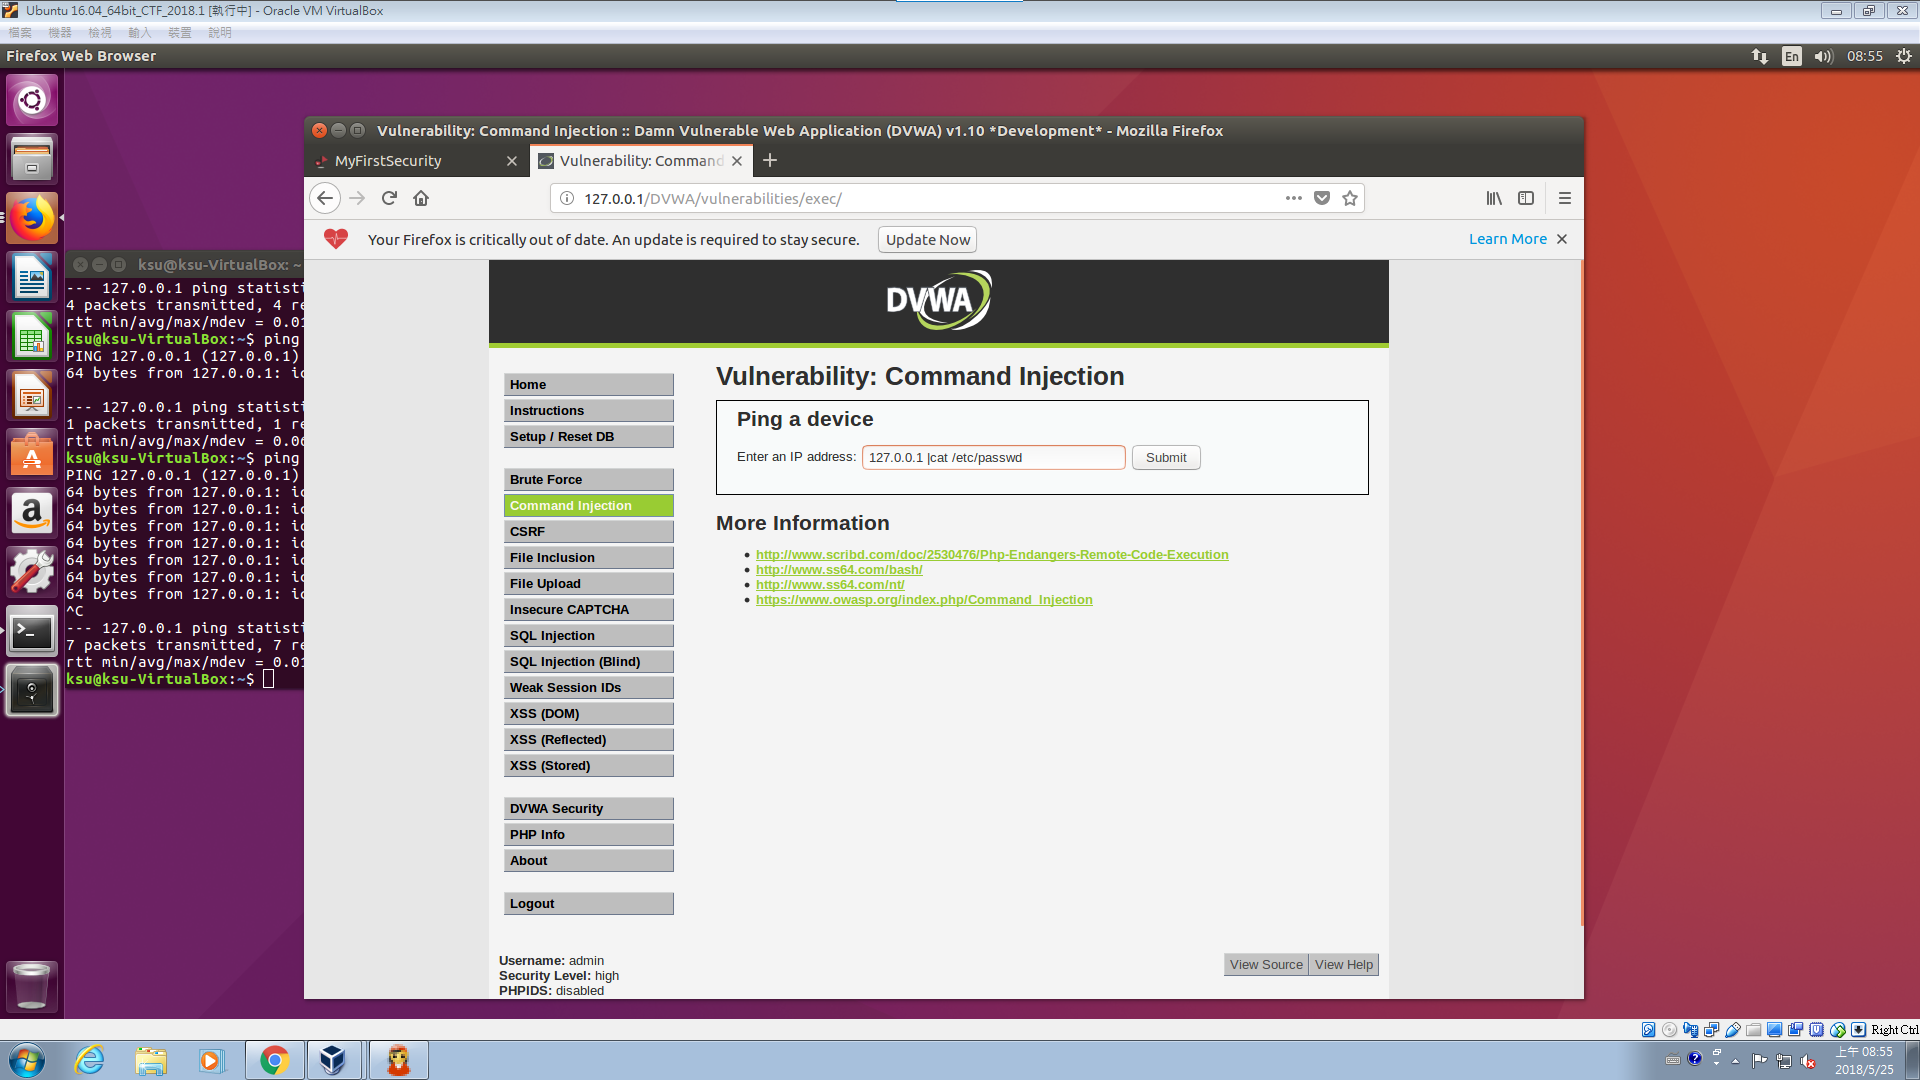 Ubuntu 16.04_64bit_CTF_2018.1 [執行中] - Oracle VM VirtualBox
檔案 機器 檢視 輸入 裝置 說明
Firefox Web Browser
En
08:55
Vulnerability: Command Injection :: Damn Vulnerable Web Application (DVWA) v1.10 *Development* - Mozilla Firefox
MyFirstSecurity
Vulnerability: Command
127.0.0.1/DVWA/vulnerabilities/exec/
Your Firefox is critically out of date. An update is required to stay secure.
Update Now
Learn More
ksu@ksu-VirtualBox: ~
--- 127.0.0.1 ping statisti
4 packets transmitted, 4 re
rtt min/avg/max/mdev = 0.01
ksu@ksu-VirtualBox:~$ ping
PING 127.0.0.1 (127.0.0.1)
64 bytes from 127.0.0.1: ic
--- 127.0.0.1 ping statisti
1 packets transmitted, 1 re
rtt min/avg/max/mdev = 0.06
ksu@ksu-VirtualBox:~$ ping
PING 127.0.0.1 (127.0.0.1)
64 bytes from 127.0.0.1: ic
64 bytes from 127.0.0.1: ic
64 bytes from 127.0.0.1: ic
64 bytes from 127.0.0.1: ic
64 bytes from 127.0.0.1: ic
64 bytes from 127.0.0.1: ic
64 bytes from 127.0.0.1: ic
^C
--- 127.0.0.1 ping statisti
7 packets transmitted, 7 re
rtt min/avg/max/mdev = 0.01
ksu@ksu-VirtualBox:~$
DVWA
Home
Instructions
Setup / Reset DB
Brute Force
Command Injection
CSRF
File Inclusion
File Upload
Insecure CAPTCHA
SQL Injection
SQL Injection (Blind)
Weak Session IDs
XSS (DOM)
XSS (Reflected)
XSS (Stored)
DVWA Security
PHP Info
About
Logout
Vulnerability: Command Injection
Ping a device
Enter an IP address: 127.0.0.1 |cat /etc/passwd Submit
More Information
http://www.scribd.com/doc/2530476/Php-Endangers-Remote-Code-Execution
http://www.ss64.com/bash/
http://www.ss64.com/nt/
https://www.owasp.org/index.php/Command_Injection
Username: admin
Security Level: high
PHPIDS: disabled
View Source View Help
Right Ctrl
上午 08:55
2018/5/25